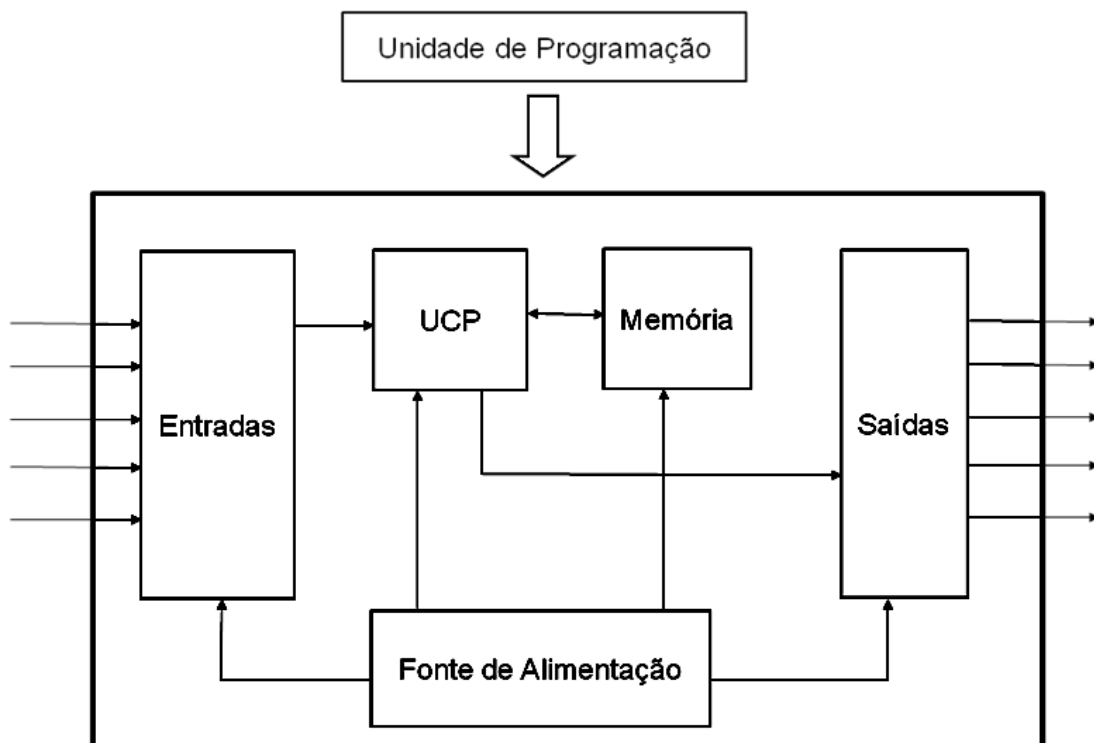 Unidade de Programação
UCP
Memória
Entradas
Saídas
Fonte de Alimentação